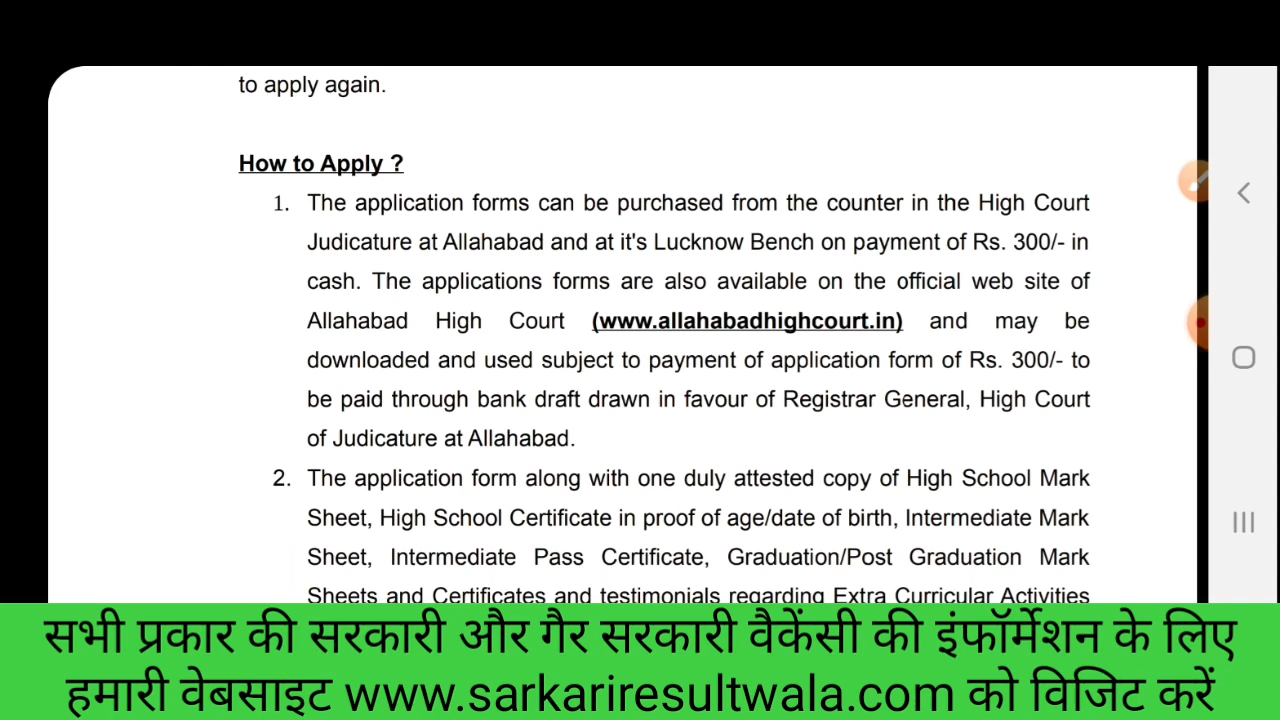 to apply again.
How to Apply ?
1. The application forms can be purchased from the counter in the High Court
Judicature at Allahabad and at it's Lucknow Bench on payment of Rs. 300/- in
cash. The applications forms are also available on the official web site of
Allahabad High Court (www.allahabadhighcourt.in) and may be
downloaded and used subject to payment of application form of Rs. 300/- to
be paid through bank draft drawn in favour of Registrar General, High Court
of Judicature at Allahabad.
2. The application form along with one duly attested copy of High School Mark
Sheet, High School Certificate in proof of age/date of birth, Intermediate Mark
Sheet, Intermediate Pass Certificate, Graduation/Post Graduation Mark
Sheets and Certificates and testimonials regarding Extra Curricular Activities
सभी प्रकार की सरकारी और गैर सरकारी वैकेंसी की इंफॉर्मेशन के लिए
हमारी वेबसाइट www.sarkariresultwala.com को विजिट करें